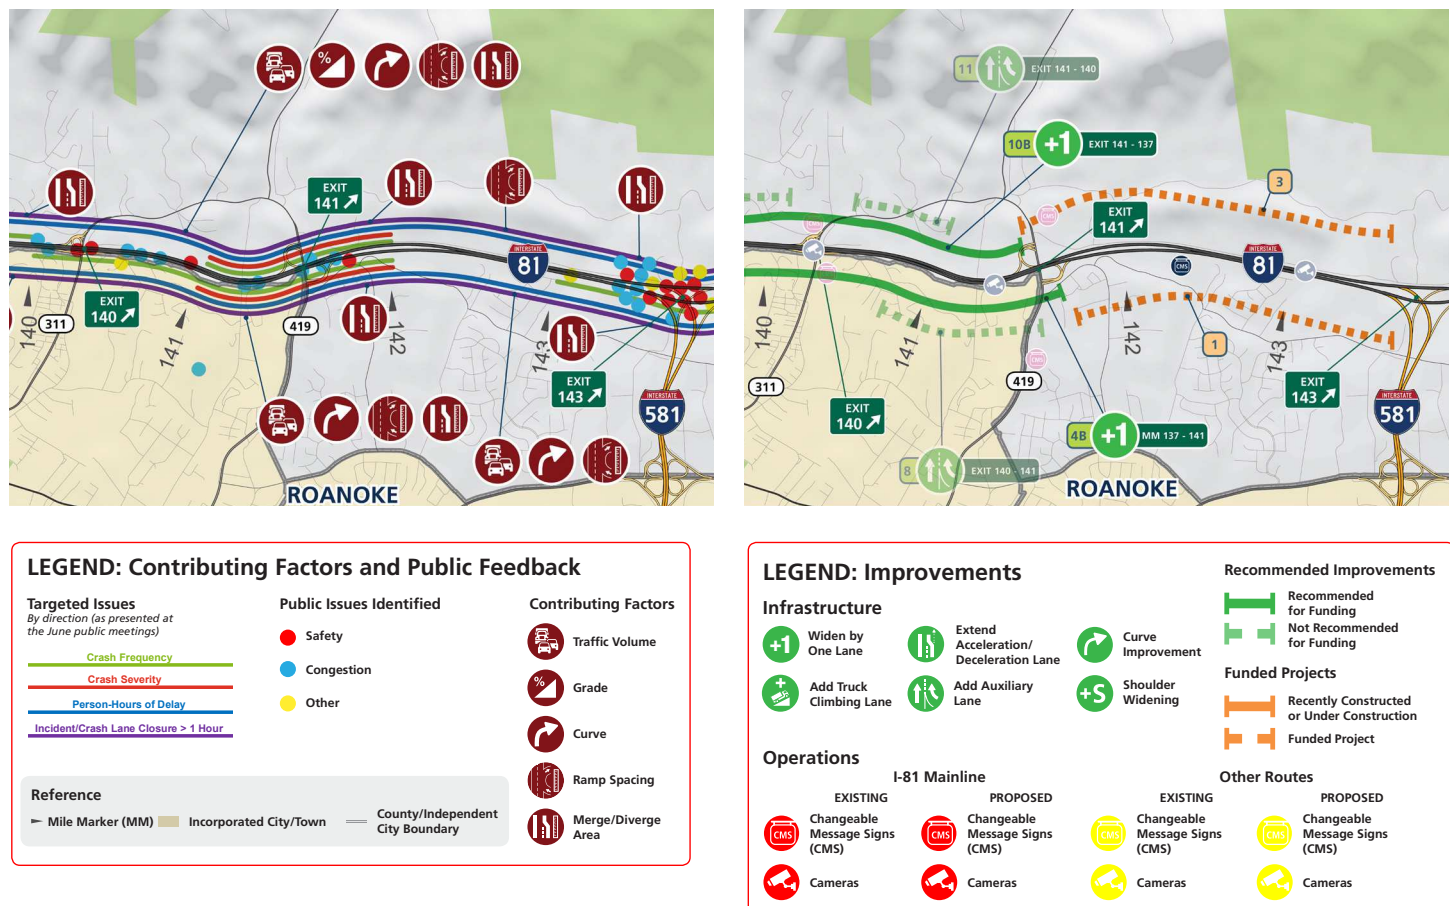 %
EXIT
141
INTERSTATE
81
EXIT
140
140
311
141
419
142
143
EXIT
143
INTERSTATE
581
ROANOKE
11
EXIT 141 - 140
10B
+1
EXIT 141 - 137
3
CMS
EXIT
141
CMS
INTERSTATE
81
140
141
142
143
1
311
CMS
419
EXIT
140
EXIT
143
INTERSTATE
581
4B
+1
MM 137 - 141
8
EXIT 140 - 141
ROANOKE
LEGEND: Contributing Factors and Public Feedback
Targeted Issues
By direction (as presented at
the June public meetings)
Crash Frequency
Crash Severity
Person-Hours of Delay
Incident/Crash Lane Closure > 1 Hour
Public Issues Identified
Safety
Congestion
Other
Contributing Factors
Traffic Volume
%
Grade
Curve
Ramp Spacing
Merge/Diverge
Area
Reference
Mile Marker (MM)
Incorporated City/Town
County/Independent
City Boundary
LEGEND: Improvements
Infrastructure
+1
Widen by
One Lane
Extend
Acceleration/
Deceleration Lane
Curve
Improvement
+
Add Truck
Climbing Lane
Add Auxiliary
Lane
+S
Shoulder
Widening
Recommended Improvements
Recommended
for Funding
Not Recommended
for Funding
Funded Projects
Recently Constructed
or Under Construction
Funded Project
Operations
I-81 Mainline
Other Routes
EXISTING
PROPOSED
EXISTING
PROPOSED
CMS
Changeable
Message Signs
(CMS)
CMS
Changeable
Message Signs
(CMS)
CMS
Changeable
Message Signs
(CMS)
CMS
Changeable
Message Signs
(CMS)
Cameras
Cameras
Cameras
Cameras